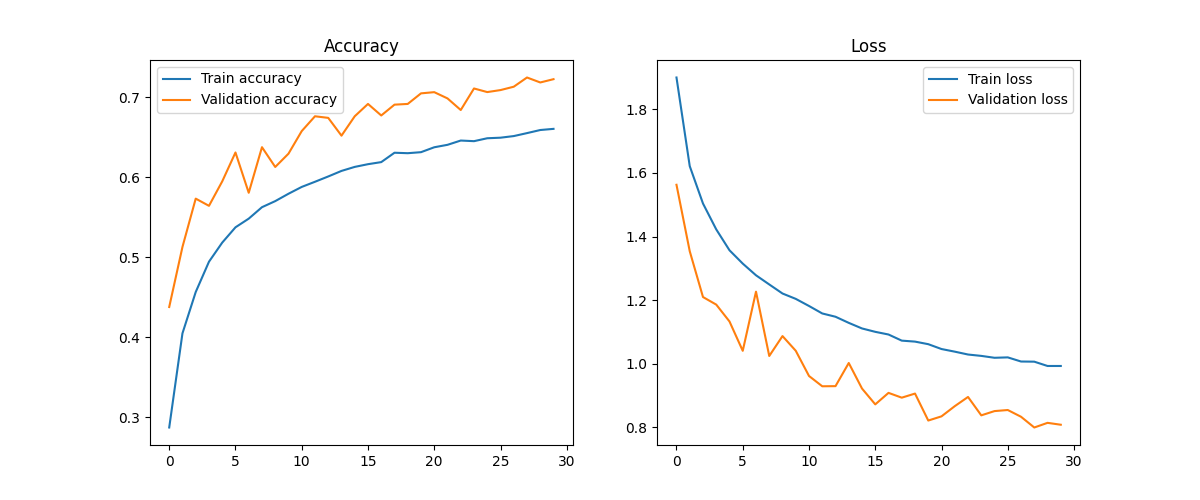 Accuracy
Train accuracy
Validation accuracy
0.7
0.6
0.5
0.4
0.3
0 5 10 15 20 25 30
Loss
Train loss
Validation loss
1.8
1.6
1.4
1.2
1.0
0.8
0 5 10 15 20 25 30